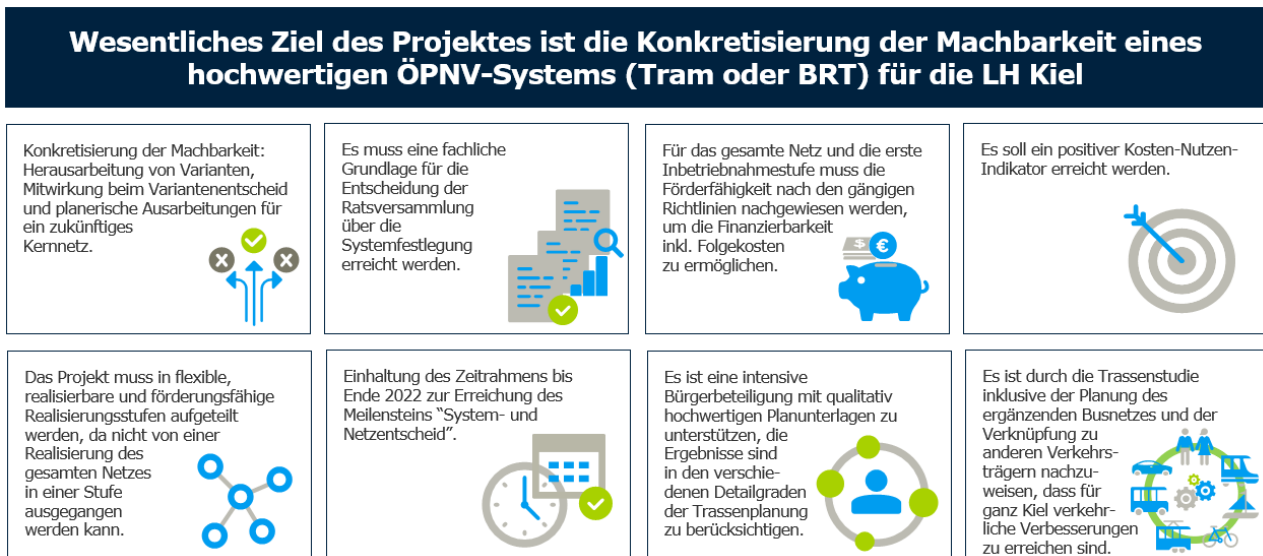 Wesentliches Ziel des Projektes ist die Konkretisierung der Machbarkeit eines
hochwertigen ÖPNV-Systems (Tram oder BRT) für die LH Kiel
Konkretisierung der Machbarkeit:
Herausarbeitung von Varianten,
Mitwirkung beim Variantenentscheid
und planerische Ausarbeitungen für
ein zukünftiges
Kernnetz.
Es muss eine fachliche
Grundlage für die
Entscheidung der
Ratsversammlung
über die
Systemfestlegung
erreicht werden.
Für das gesamte Netz und die erste
Inbetriebnahmestufe muss die
Förderfähigkeit nach den gängigen
Richtlinien nachgewiesen werden,
um die Finanzierbarkeit
inkl. Folgekosten
zu ermöglichen.
$
€
Es soll ein positiver Kosten-Nutzen-
Indikator erreicht werden.
Das Projekt muss in flexible,
realisierbare und förderungsfähige
Realisierungsstufen aufgeteilt
werden, da nicht von einer
Realisierung des
gesamten Netzes
in einer Stufe
ausgegangen
werden kann.
Einhaltung des Zeitrahmens bis
Ende 2022 zur Erreichung des
Meilensteins “System- und
Netzentscheid”.
Es ist eine intensive
Bürgerbeteiligung mit qualitativ
hochwertigen Planunterlagen zu
unterstützen, die
Ergebnisse sind
in den verschie-
denen Detailgraden
der Trassenplanung
zu berücksichtigen.
Es ist durch die Trassenstudie
inklusive der Planung des
ergänzenden Busnetzes und der
Verknüpfung zu
anderen Verkehrs-
trägern nachzu-
weisen, dass für
ganz Kiel verkehr-
liche Verbesserungen
zu erreichen sind.